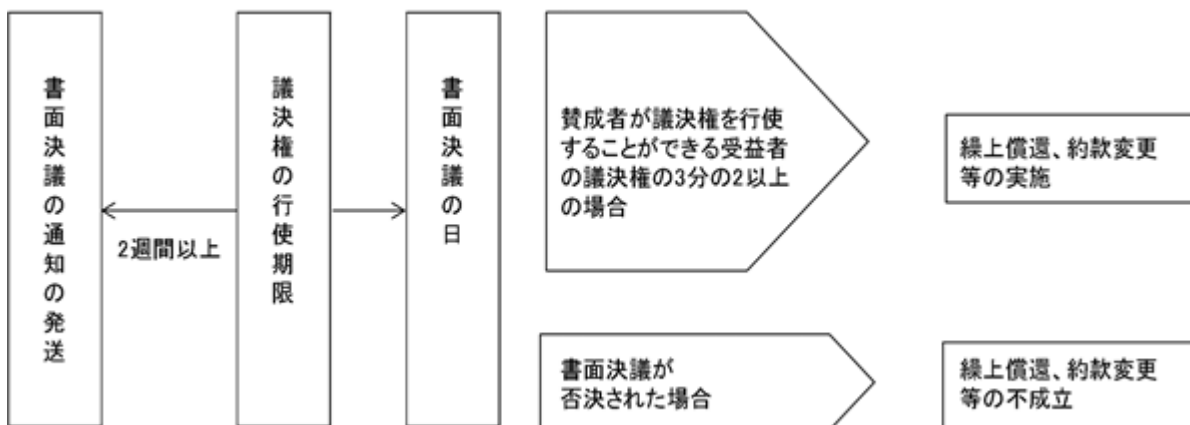 書面決議の通知の発送
2週間以上
議決権の行使期限
書面決議の日
賛成者が議決権を行使
することができる受益者
の議決権の3分の2以上
の場合
繰上償還、約款変更
等の実施
書面決議が
否決された場合
繰上償還、約款変更
等の不成立